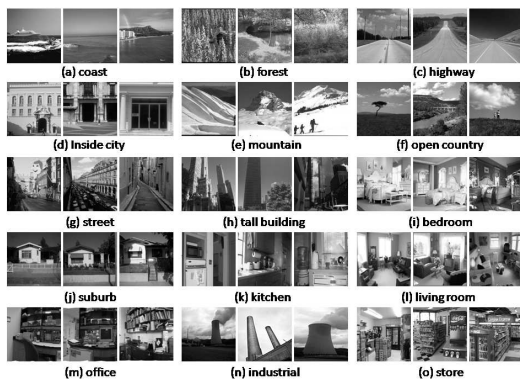 (a) coast
(b) forest
(c) highway
(d) Inside city
(e) mountain
(f) open country
(g) street
(h) tall building
(i) bedroom
(j) suburb
(k) kitchen
(l) living room
(m) office
(n) industrial
(o) store